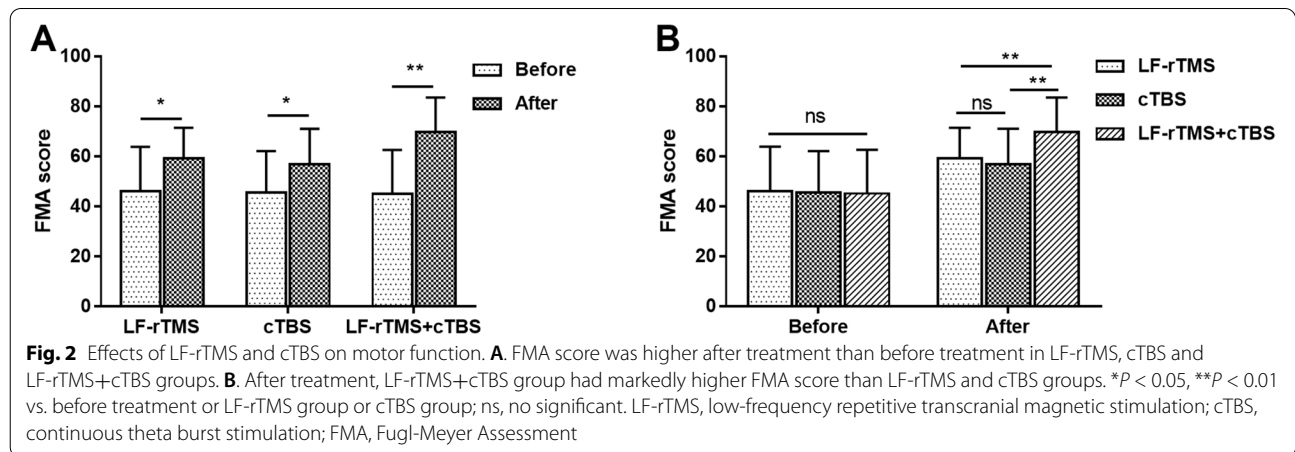 A
FMA score
100
80
60
40
20
0
*
*
**
Before
After
LF-rTMS
cTBS
LF-rTMS+cTBS
B
FMA score
100
80
60
40
20
0
ns
**
ns
**
LF-rTMS
cTBS
LF-rTMS+cTBS
Before
After
Fig. 2 Effects of LF-rTMS and cTBS on motor function. A. FMA score was higher after treatment than before treatment in LF-rTMS, cTBS and
LF-rTMS+cTBS groups. B. After treatment, LF-rTMS+cTBS group had markedly higher FMA score than LF-rTMS and cTBS groups. *P < 0.05, **P < 0.01
vs. before treatment or LF-rTMS group or cTBS group; ns, no significant. LF-rTMS, low-frequency repetitive transcranial magnetic stimulation; cTBS,
continuous theta burst stimulation; FMA, Fugl-Meyer Assessment